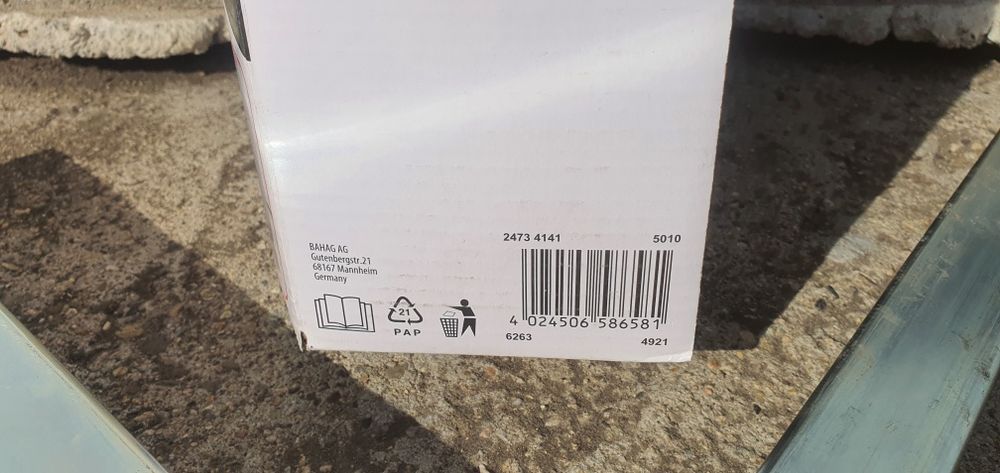 BAHAG AG
Gutenbergstr.21
68167 Mannheim
Germany
21
PAP
2473 4141 5010
4 024506 586581
6263 4921